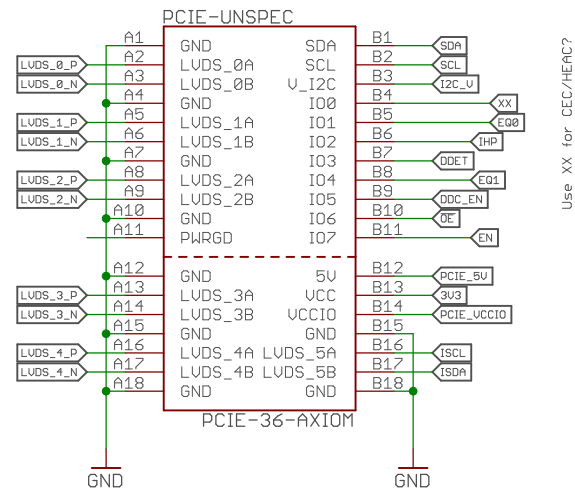 PCIE-UNSPEC
A1 GND SDA B1 SDA
LVDS_0_P A2 LVDS_0A SCL B2 SCL
LVDS_0_N A3 LVDS_0B V_I2C B3 I2C_V
A4 GND IO0 B4 XX
LVDS_1_P A5 LVDS_1A IO1 B5 EQ0
LVDS_1_N A6 LVDS_1B IO2 B6 IHP
A7 GND IO3 B7 DDET
LVDS_2_P A8 LVDS_2A IO4 B8 EQ1
LVDS_2_N A9 LVDS_2B IO5 B9 DDC_EN
A10 GND IO6 B10 OE
A11 PWRGD IO7 B11 EN
A12 GND 5V B12 PCIE_5V
LVDS_3_P A13 LVDS_3A VCC B13 3V3
LVDS_3_N A14 LVDS_3B VCCIO B14 PCIE_VCCIO
A15 GND GND B15
LVDS_4_P A16 LVDS_4A LVDS_5A B16 ISCL
LVDS_4_N A17 LVDS_4B LVDS_5B B17 ISDA
A18 GND GND B18
PCIE-36-AXIOM
GND GND
Use XX for CEC/HEAC?